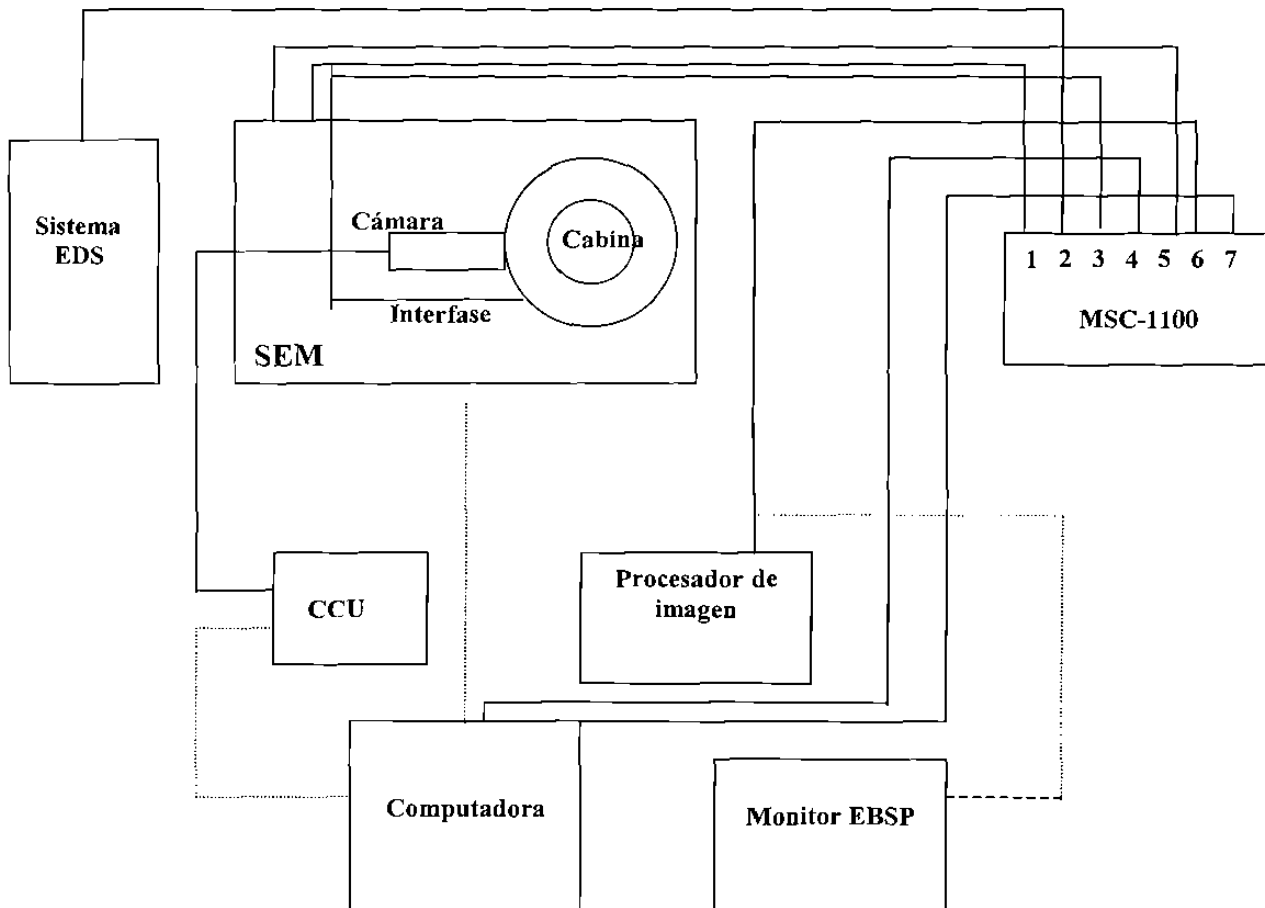 Sistema
EDS
Cámara
Cabina
Interfase
SEM
1 2 3 4 5 6 7
MSC-1100
CCU
Procesador de
imagen
Computadora
Monitor EBSP